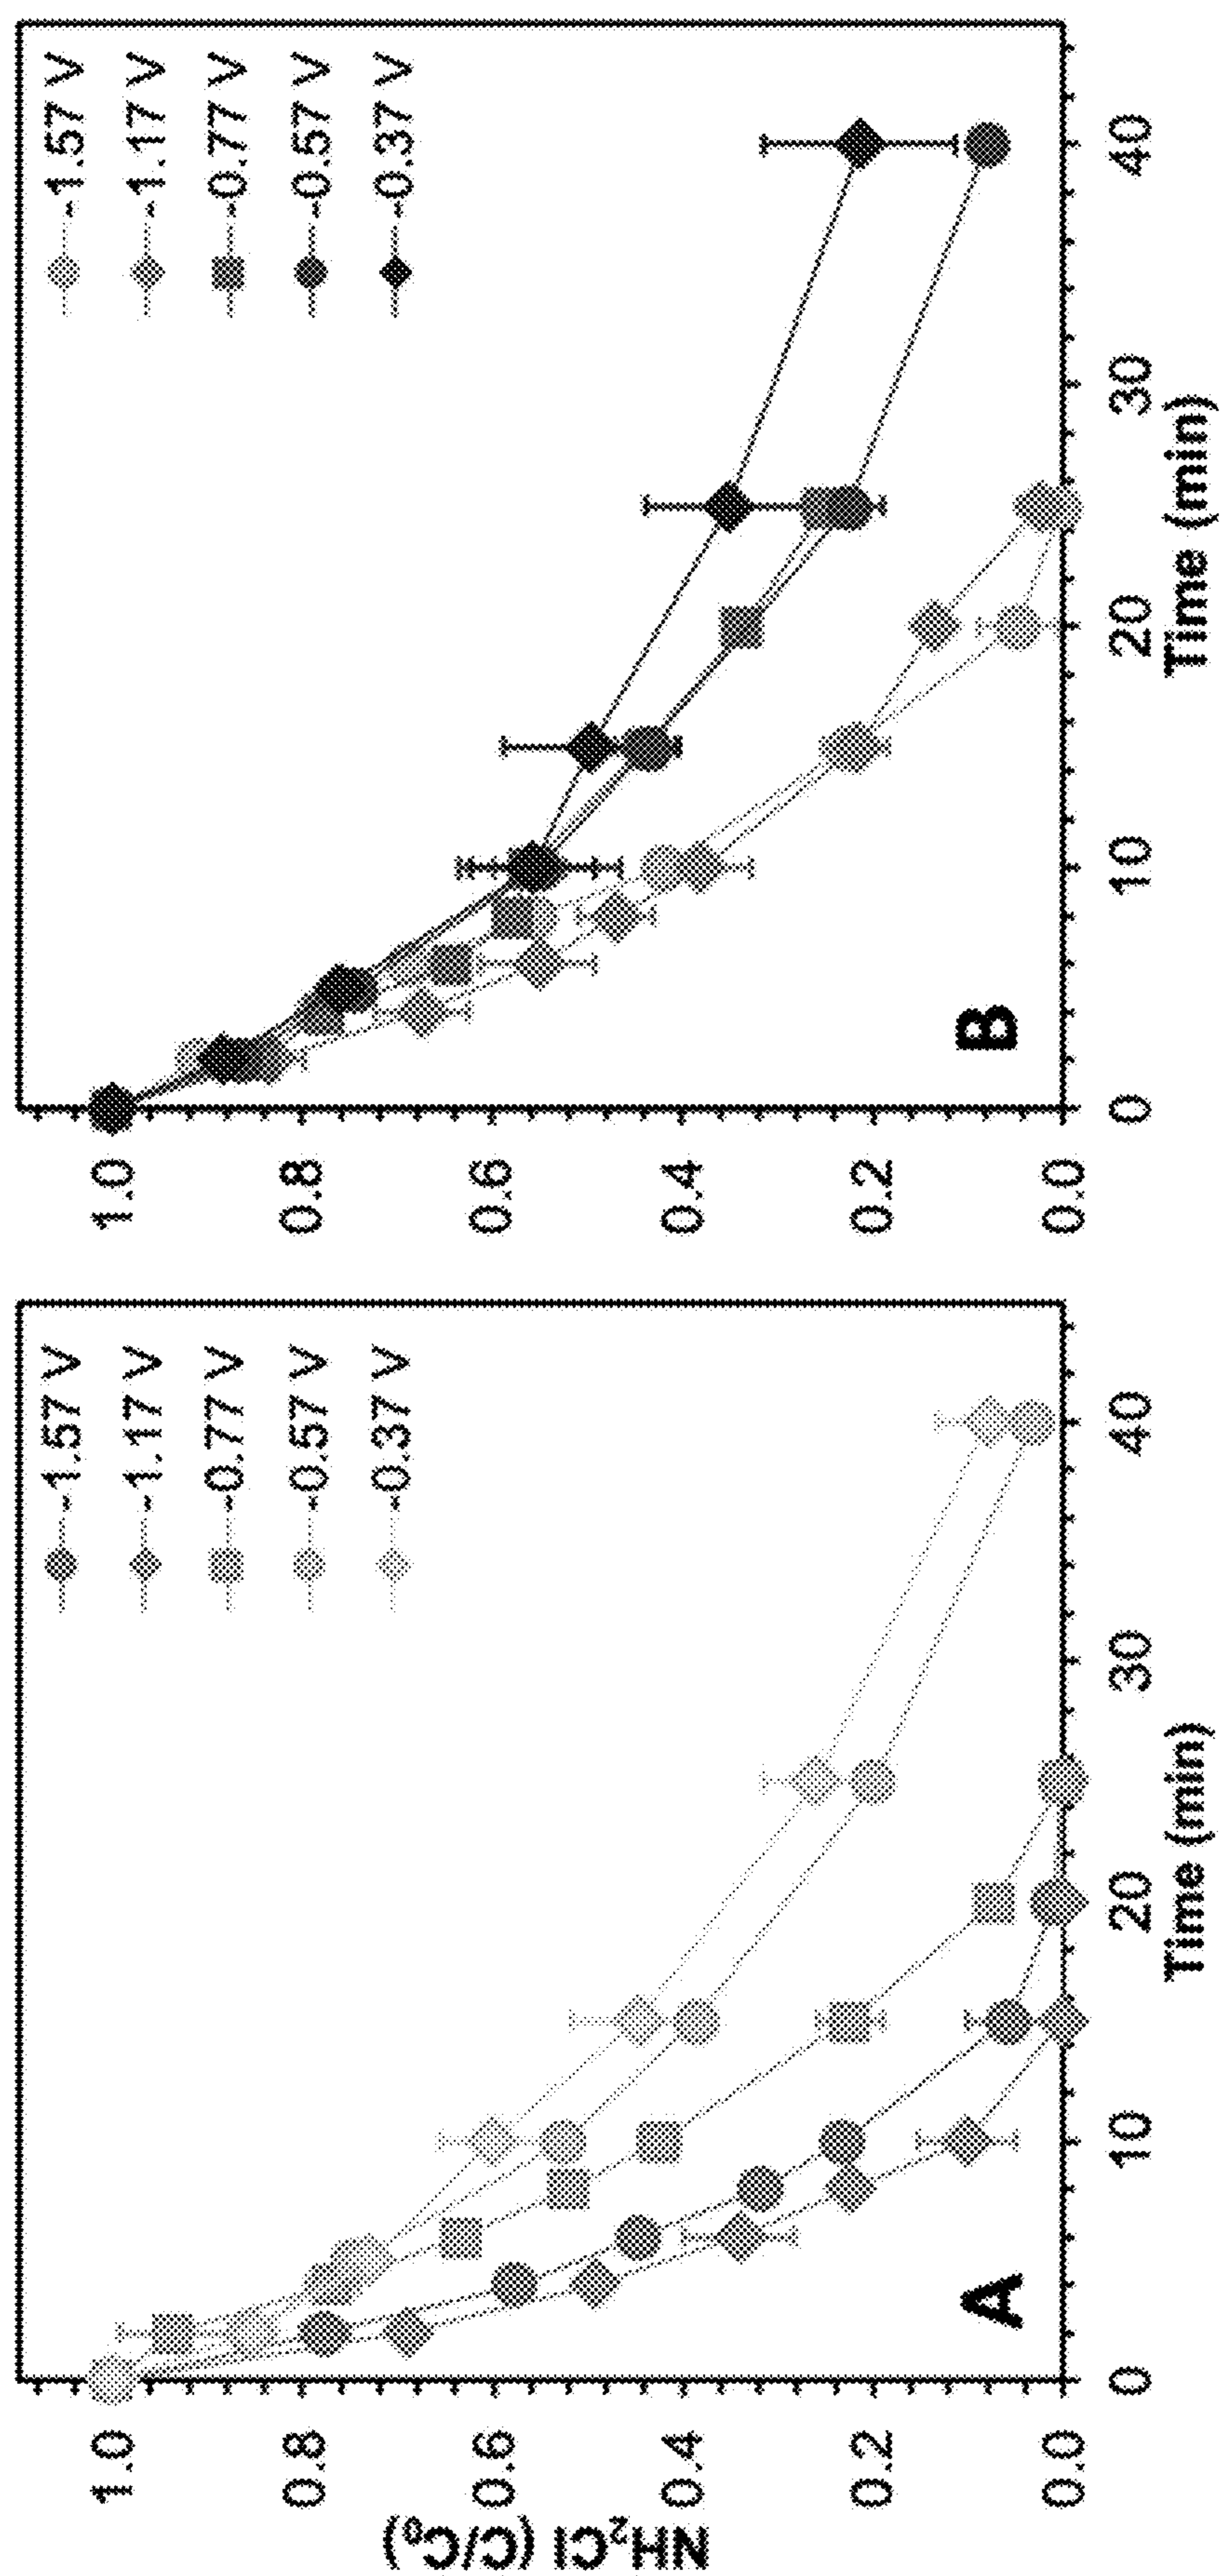 NH₂Cl (C/C₀)
1.0
0.8
0.6
0.4
0.2
0.0
0
10
20
30
40
Time (min)
A
-1.57 V
-1.17 V
-0.77 V
-0.57 V
-0.37 V
1.0
0.8
0.6
0.4
0.2
0.0
0
10
20
30
40
Time (min)
B
-1.57 V
-1.17 V
-0.77 V
-0.57 V
-0.37 V